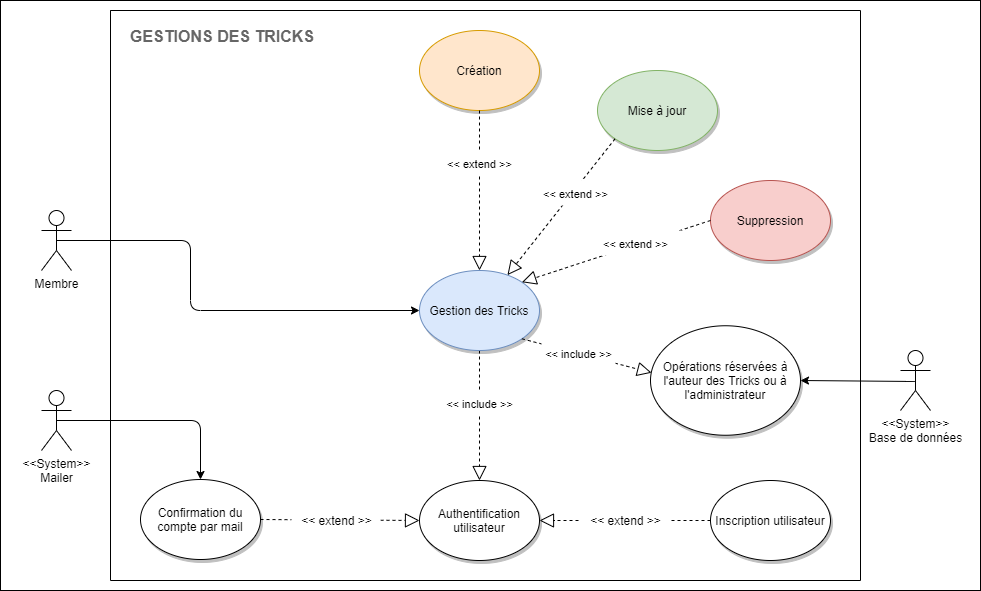 GESTIONS DES TRICKS
Création
Mise à jour
<< extend >>
<< extend >>
Suppression
<< extend >>
Membre
Gestion des Tricks
<< include >>
Opérations réservées à
l'auteur des Tricks ou à
l'administrateur
<< include >>
<<System>>
Base de données
<<System>>
Mailer
Confirmation du
compte par mail
<< extend >>
Authentification
utilisateur
<< extend >>
Inscription utilisateur